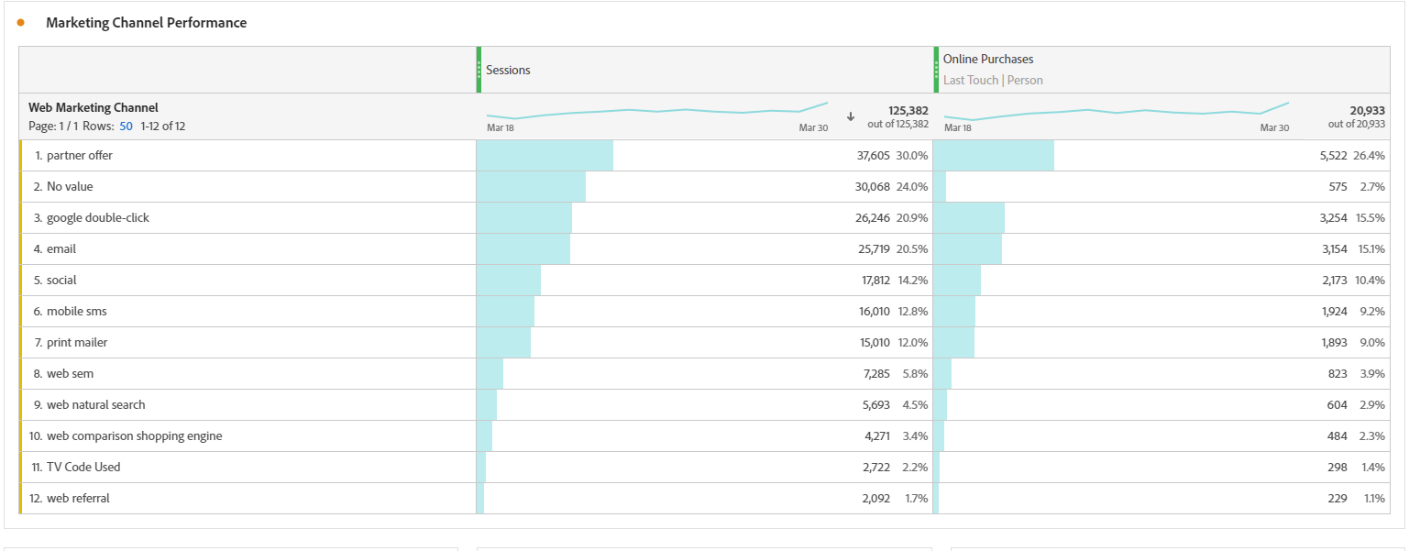 Marketing Channel Performance
Sessions
Online Purchases
Last Touch | Person
Web Marketing Channel
Page: 1 / 1 Rows: 50 1-12 of 12
Mar 18
Mar 30
125,382
out of 125,382
Mar 18
Mar 30
20,933
out of 20,933
1. partner offer 37,605 30.0% 5,522 26.4%
2. No value 30,068 24.0% 575 2.7%
3. google double-click 26,246 20.9% 3,254 15.5%
4. email 25,719 20.5% 3,154 15.1%
5. social 17,812 14.2% 2,173 10.4%
6. mobile sms 16,010 12.8% 1,924 9.2%
7. print mailer 15,010 12.0% 1,893 9.0%
8. web sem 7,285 5.8% 823 3.9%
9. web natural search 5,693 4.5% 604 2.9%
10. web comparison shopping engine 4,271 3.4% 484 2.3%
11. TV Code Used 2,722 2.2% 298 1.4%
12. web referral 2,092 1.7% 229 1.1%